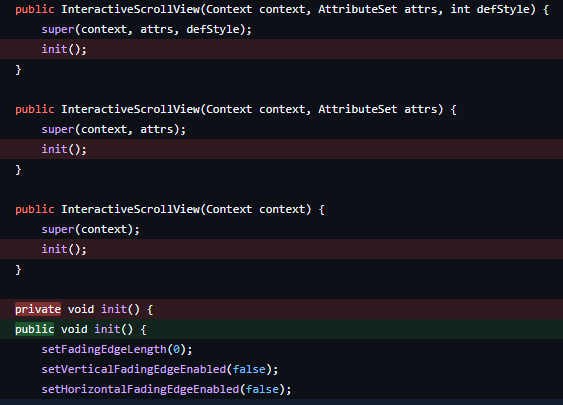 public InteractiveScrollView(Context context, AttributeSet attrs, int defStyle) {
super(context, attrs, defStyle);
init();
}
public InteractiveScrollView(Context context, AttributeSet attrs) {
super(context, attrs);
init();
}
public InteractiveScrollView(Context context) {
super(context);
init();
}
private void init() {
public void init() {
setFadingEdgeLength(0);
setVerticalFadingEdgeEnabled(false);
setHorizontalFadingEdgeEnabled(false);